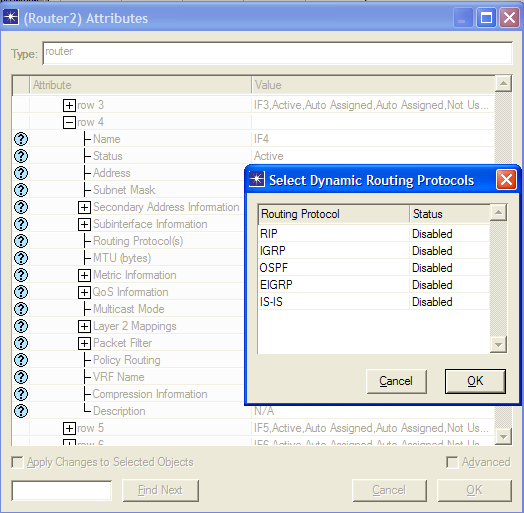 (Router2) Attributes
Type: router
Attribute Value
row 3 IF3,Active,Auto Assigned,Auto Assigned,Not Us...
row 4
Name IF4
Status Active
Address
Subnet Mask
Secondary Address Information
Subinterface Information
Routing Protocol(s)
MTU (bytes)
Metric Information
QoS Information
Multicast Mode
Layer 2 Mappings
Packet Filter
Policy Routing
VRF Name
Compression Information
Description N/A
row 5 IF5,Active,Auto Assigned,Auto Assigned,Not Us...
row 6 IF6,Active,Auto Assigned,Auto Assigned,Not Us...
Select Dynamic Routing Protocols
Routing Protocol Status
RIP Disabled
IGRP Disabled
OSPF Disabled
EIGRP Disabled
IS-IS Disabled
Cancel OK
Apply Changes to Selected Objects Advanced
Find Next Cancel OK